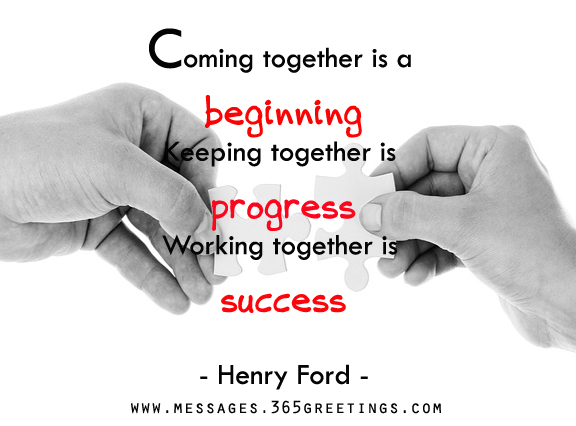 Coming together is a
beginning
Keeping together is
progress
Working together is
success
- Henry Ford -
WWW.MESSAGES.365GREETINGS.COM